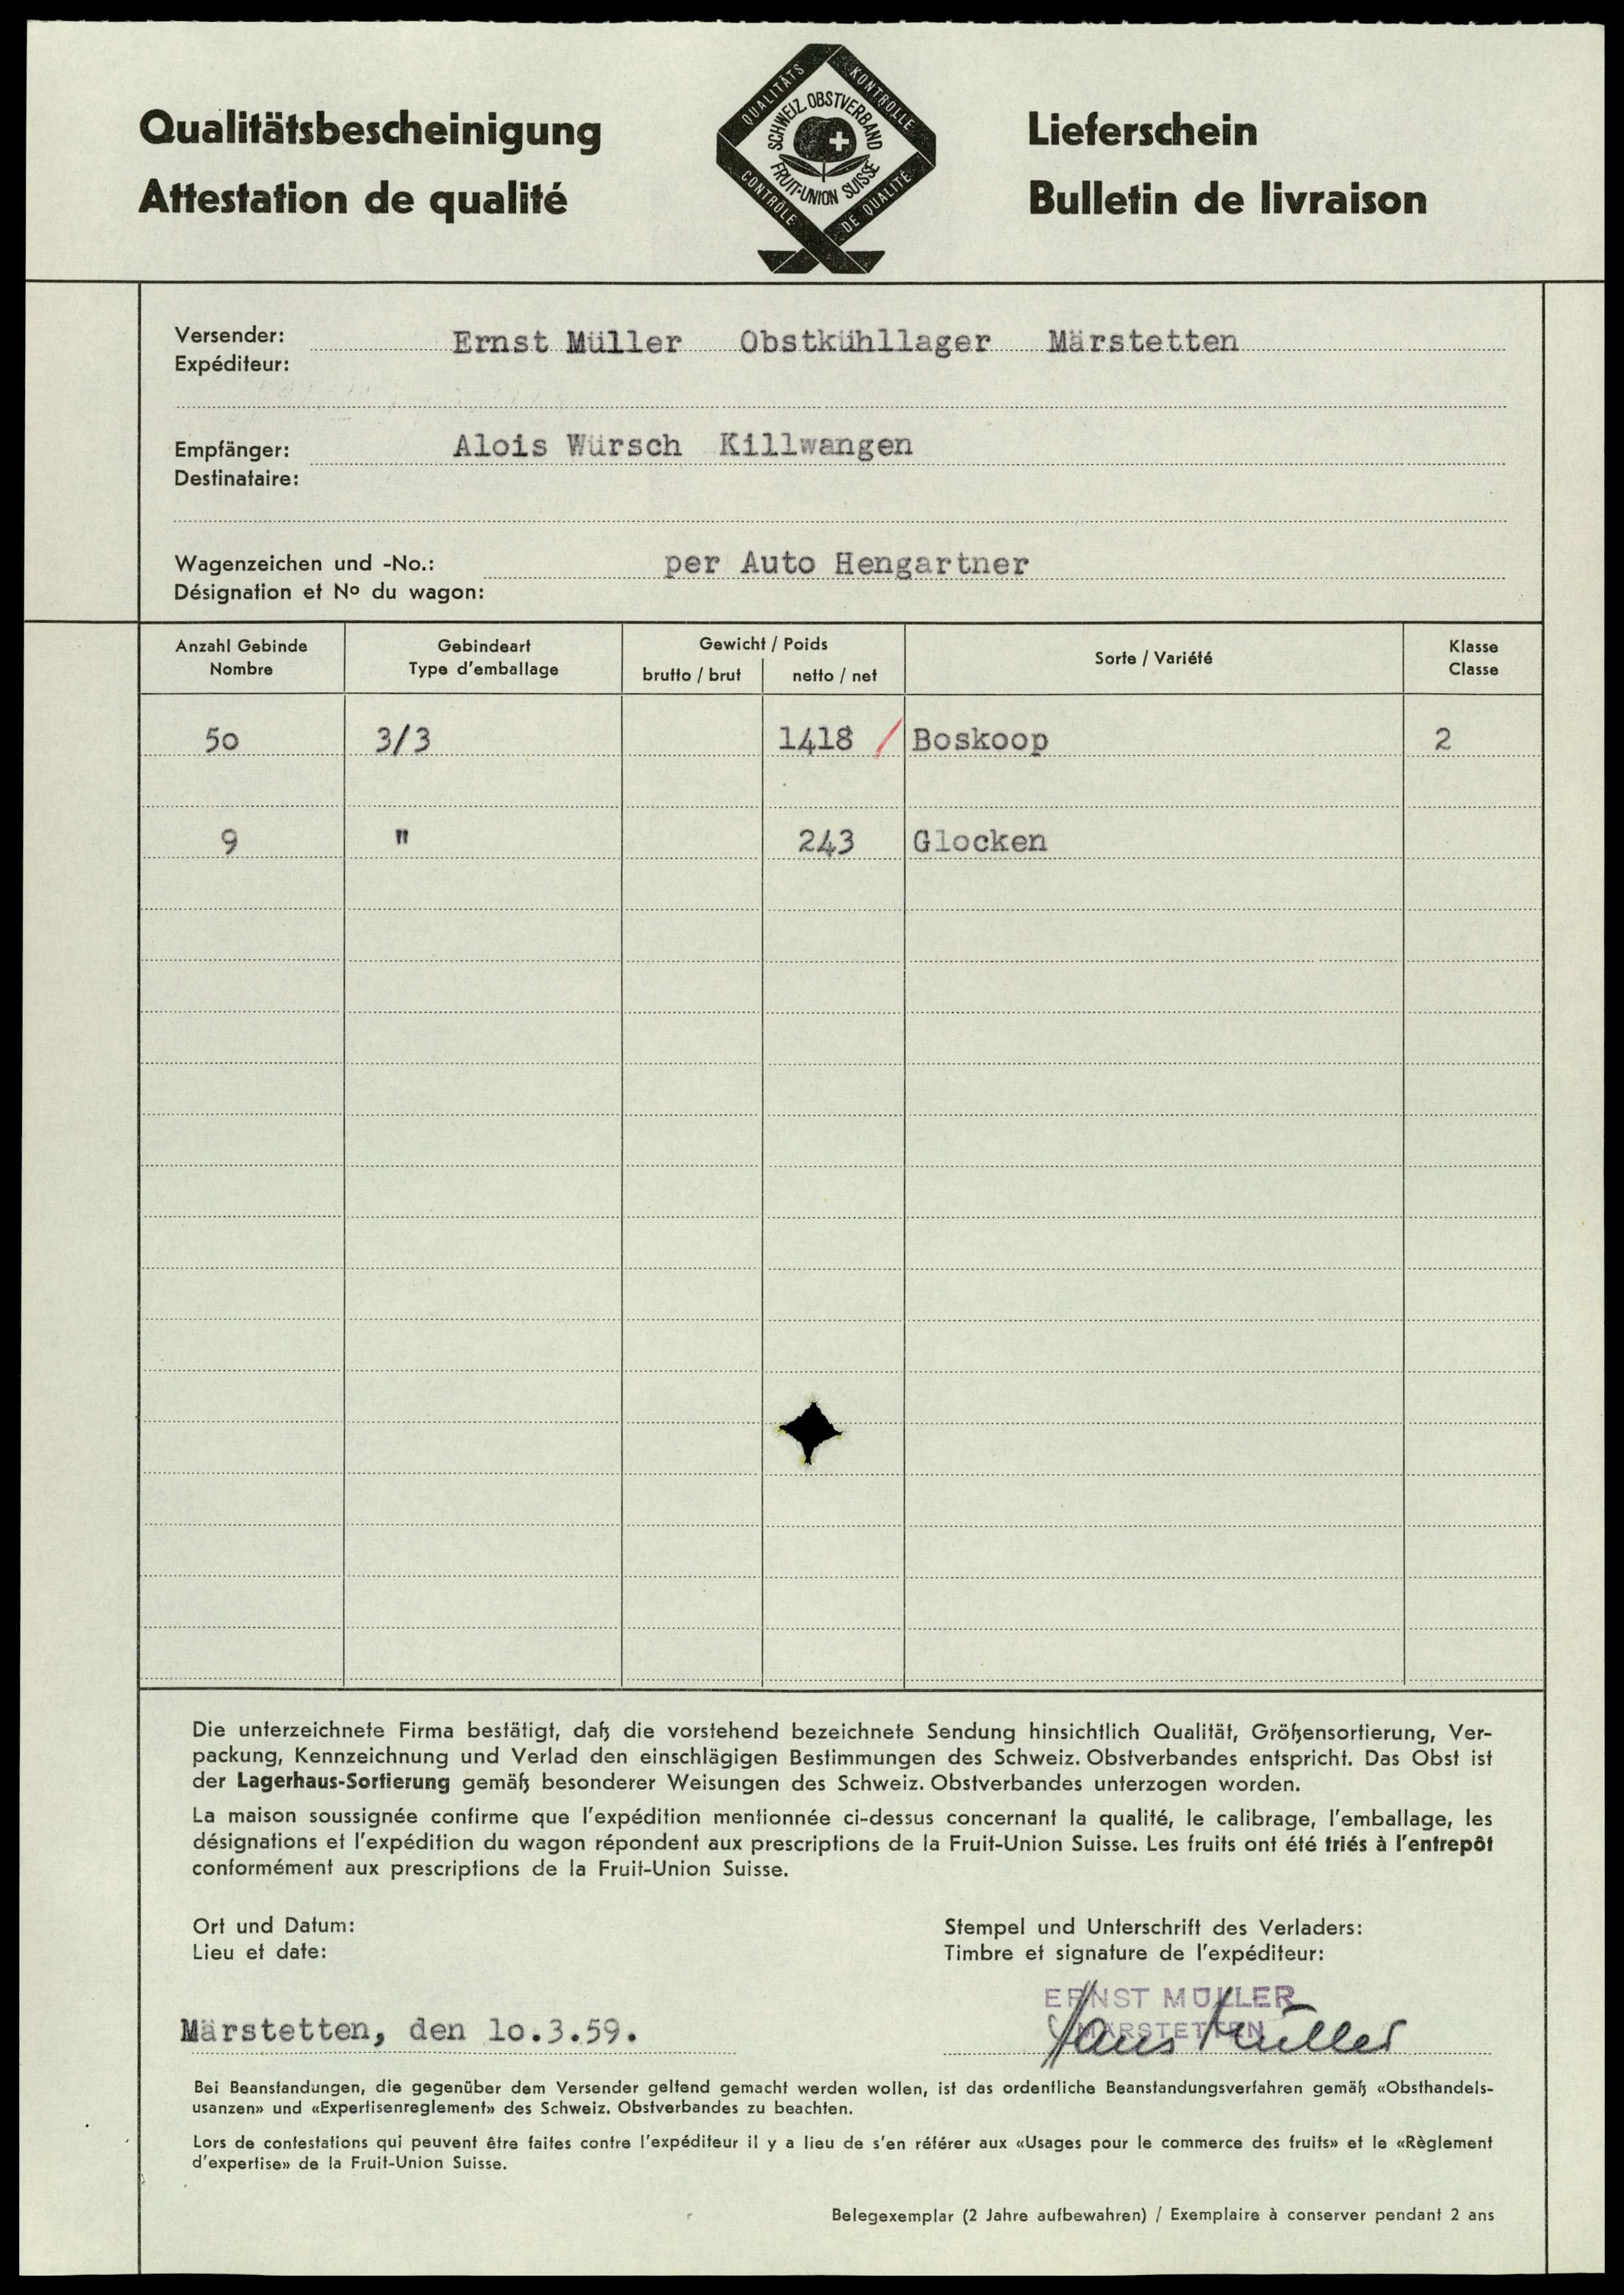 Qualitätsbescheinigung
Attestation de qualité
QUALITÄTS KONTROLLE
SCHWEIZ. OBSTVERBAND
FRUIT-UNION SUISSE
CONTRÔLE DE QUALITÉ
Lieferschein
Bulletin de livraison
Versender: Ernst Müller Obstkühllager Märstetten
Expéditeur:
Empfänger: Alois Würsch Killwangen
Destinataire:
Wagenzeichen und -No.: per Auto Hengartner
Désignation et Nº du wagon:
Anzahl Gebinde Gebindeart Gewicht / Poids Sorte / Variété Klasse
Nombre Type d'emballage brutto / brut netto / net Classe
50 3/3 1418 / Boskoop 2
9 " 243 Glocken
Die unterzeichnete Firma bestätigt, daß die vorstehend bezeichnete Sendung hinsichtlich Qualität, Größensortierung, Ver-
packung, Kennzeichnung und Verlad den einschlägigen Bestimmungen des Schweiz. Obstverbandes entspricht. Das Obst ist
der Lagerhaus-Sortierung gemäß besonderer Weisungen des Schweiz. Obstverbandes unterzogen worden.
La maison soussignée confirme que l'expédition mentionnée ci-dessus concernant la qualité, le calibrage, l'emballage, les
désignations et l'expédition du wagon répondent aux prescriptions de la Fruit-Union Suisse. Les fruits ont été triés à l'entrepôt
conformément aux prescriptions de la Fruit-Union Suisse.
Ort und Datum:
Lieu et date:
Stempel und Unterschrift des Verladers:
Timbre et signature de l'expéditeur:
ERNST MÜLLER
MÄRSTETTEN
Märstetten, den 1o.3.59.
Hans Müller
Bei Beanstandungen, die gegenüber dem Versender geltend gemacht werden wollen, ist das ordentliche Beanstandungsverfahren gemäß «Obsthandels-
usanzen» und «Expertisenreglement» des Schweiz. Obstverbandes zu beachten.
Lors de contestations qui peuvent être faites contre l'expéditeur il y a lieu de s'en référer aux «Usages pour le commerce des fruits» et le «Règlement
d'expertise» de la Fruit-Union Suisse.
Belegexemplar (2 Jahre aufbewahren) / Exemplaire à conserver pendant 2 ans